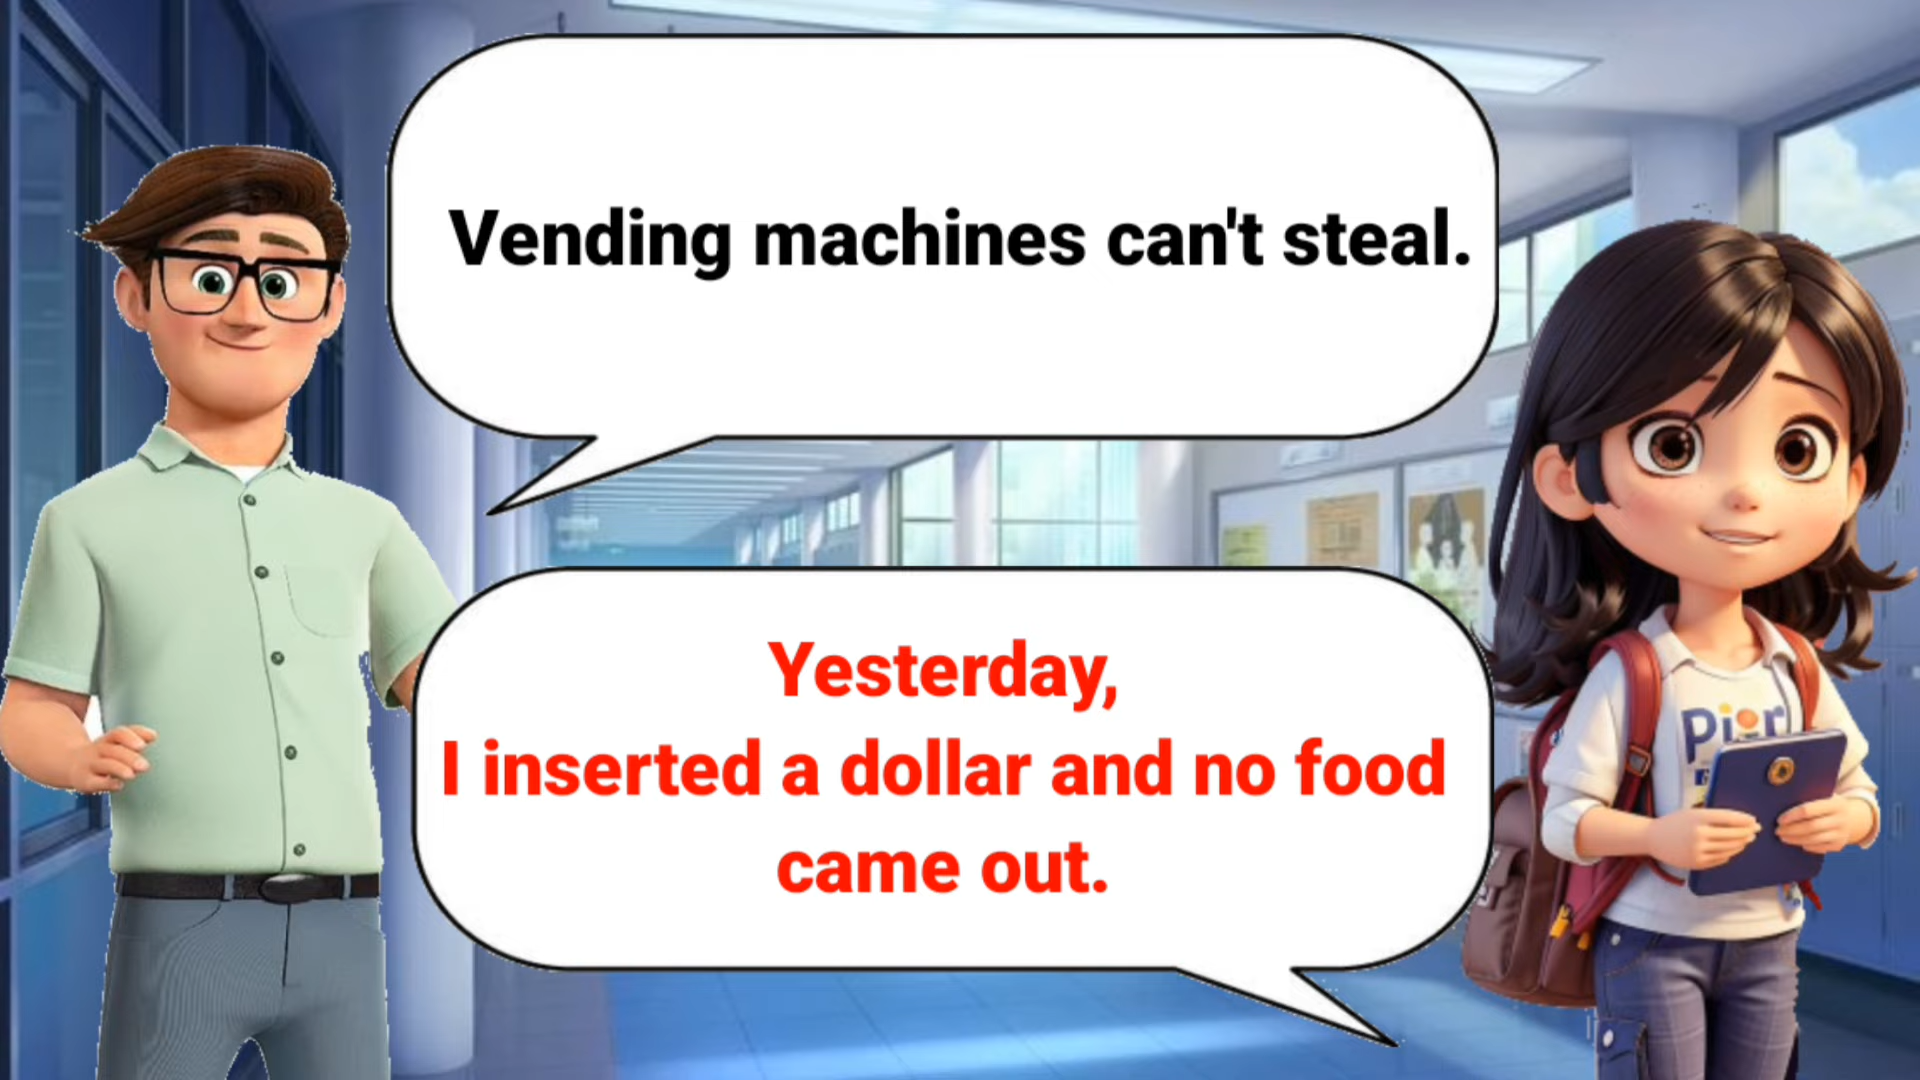 Vending machines can't steal.
Yesterday,
I inserted a dollar and no food
came out.